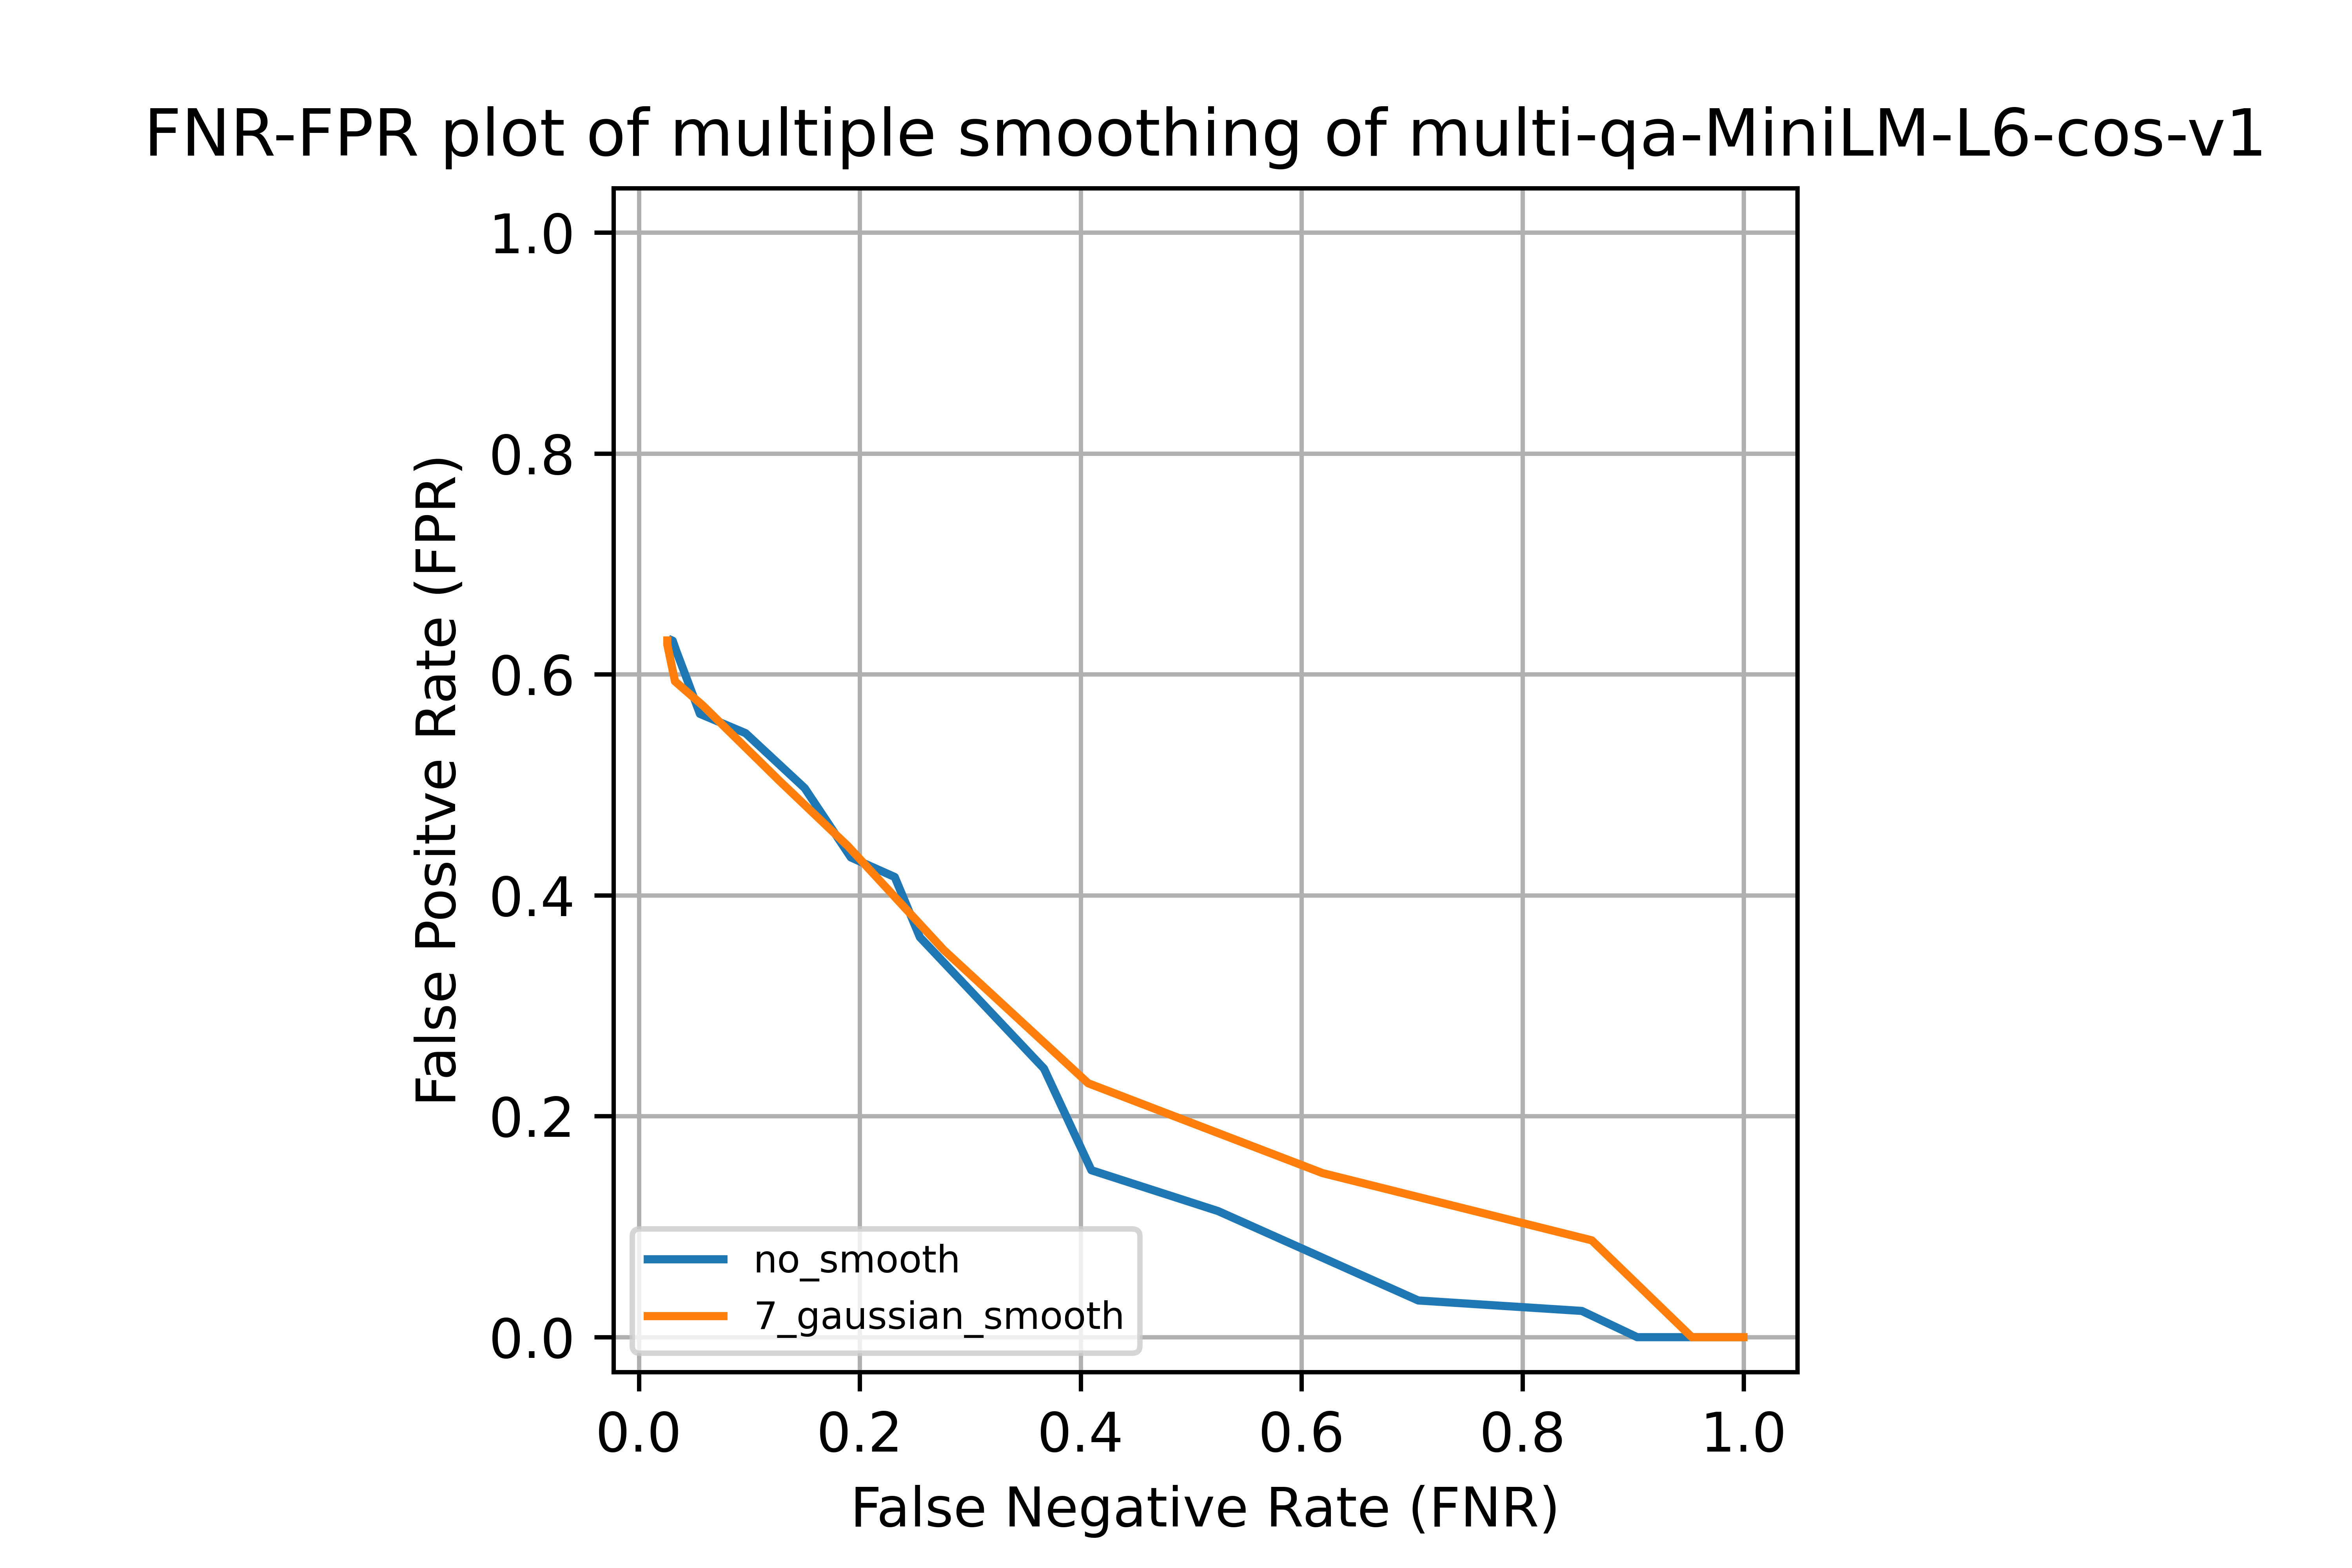 FNR-FPR plot of multiple smoothing of multi-qa-MiniLM-L6-cos-v1
False Positve Rate (FPR)
1.0
0.8
0.6
0.4
0.2
0.0
no_smooth
7_gaussian_smooth
0.0 0.2 0.4 0.6 0.8 1.0
False Negative Rate (FNR)